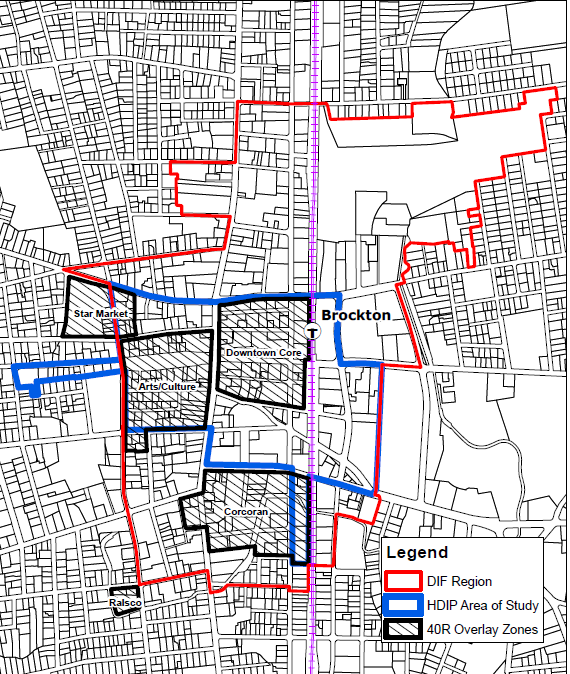 Star Market
Brockton
T
Downtown Core
Arts/Culture
Corcoran
Ralsco
Legend
DIF Region
HDIP Area of Study
40R Overlay Zones